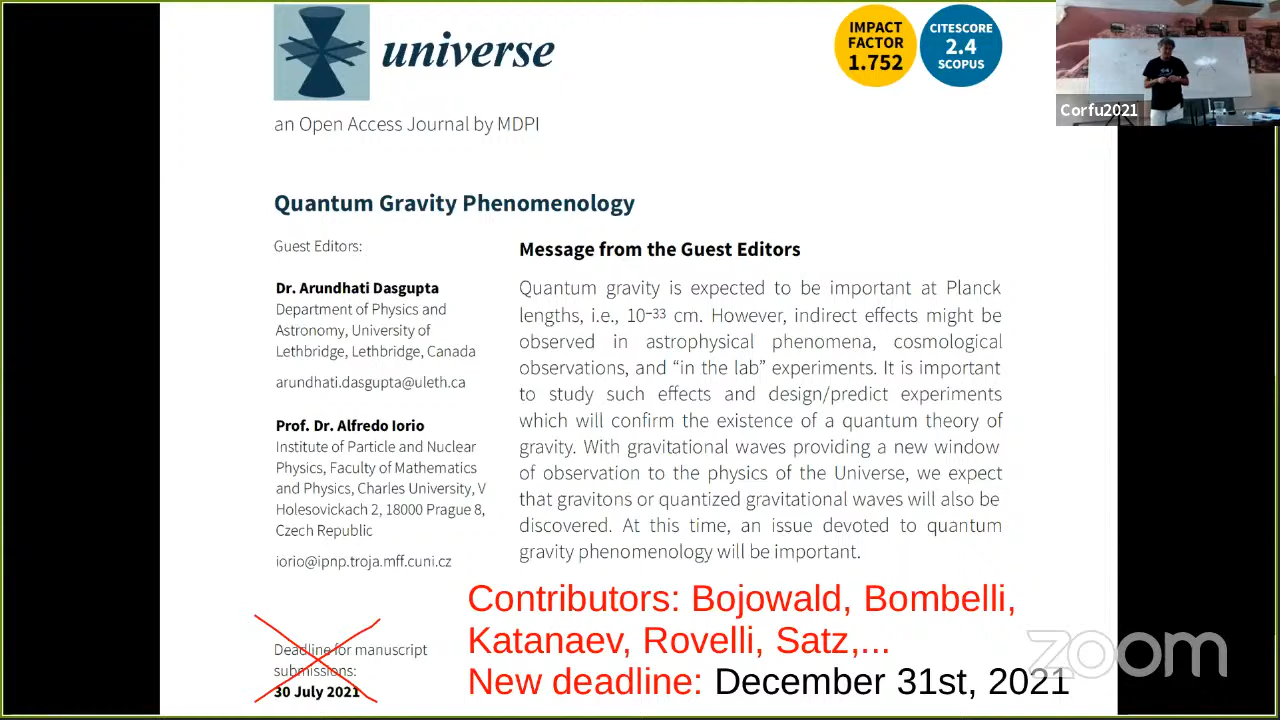 universe
an Open Access Journal by MDPI
IMPACT
FACTOR
1.752
CITESCORE
2.4
SCOPUS
Corfu2021
Quantum Gravity Phenomenology
Guest Editors:
Dr. Arundhati Dasgupta
Department of Physics and
Astronomy, University of
Lethbridge, Lethbridge, Canada
arundhati.dasgupta@uleth.ca
Prof. Dr. Alfredo Iorio
Institute of Particle and Nuclear
Physics, Faculty of Mathematics
and Physics, Charles University, V
Holesovickach 2, 18000 Prague 8,
Czech Republic
iorio@ipnp.troja.mff.cuni.cz
Deadline for manuscript
submissions:
30 July 2021
Message from the Guest Editors
Quantum gravity is expected to be important at Planck
lengths, i.e., 10⁻³³ cm. However, indirect effects might be
observed in astrophysical phenomena, cosmological
observations, and “in the lab” experiments. It is important
to study such effects and design/predict experiments
which will confirm the existence of a quantum theory of
gravity. With gravitational waves providing a new window
of observation to the physics of the Universe, we expect
that gravitons or quantized gravitational waves will also be
discovered. At this time, an issue devoted to quantum
gravity phenomenology will be important.
Contributors: Bojowald, Bombelli,
Katanaev, Rovelli, Satz,...
New deadline: December 31st, 2021
zoom